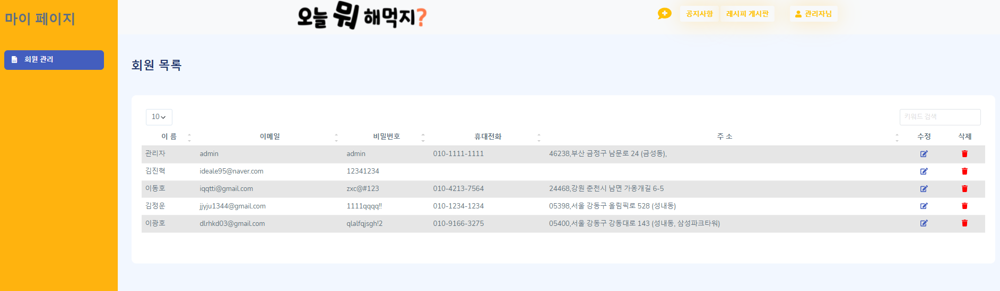 마이 페이지
회원 관리
오늘 뭐 해먹지?
공지사항 레시피 게시판 관리자님
회원 목록
10
키워드 검색
이 름 이메일 비밀번호 휴대전화 주 소 수정 삭제
관리자 admin admin 010-1111-1111 46238,부산 금정구 남문로 24 (금성동),
김진혁 ideale95@naver.com 12341234
이동호 iqqtti@gmail.com zxc@#123 010-4213-7564 24468,강원 춘천시 남면 가옹개길 6-5
김정운 jjyju1344@gmail.com 1111qqqq!! 010-1234-1234 05398,서울 강동구 올림픽로 528 (성내동)
이광호 dlrhkd03@gmail.com qlalfqjsgh!2 010-9166-3275 05400,서울 강동구 강동대로 143 (성내동, 삼성파크타워)